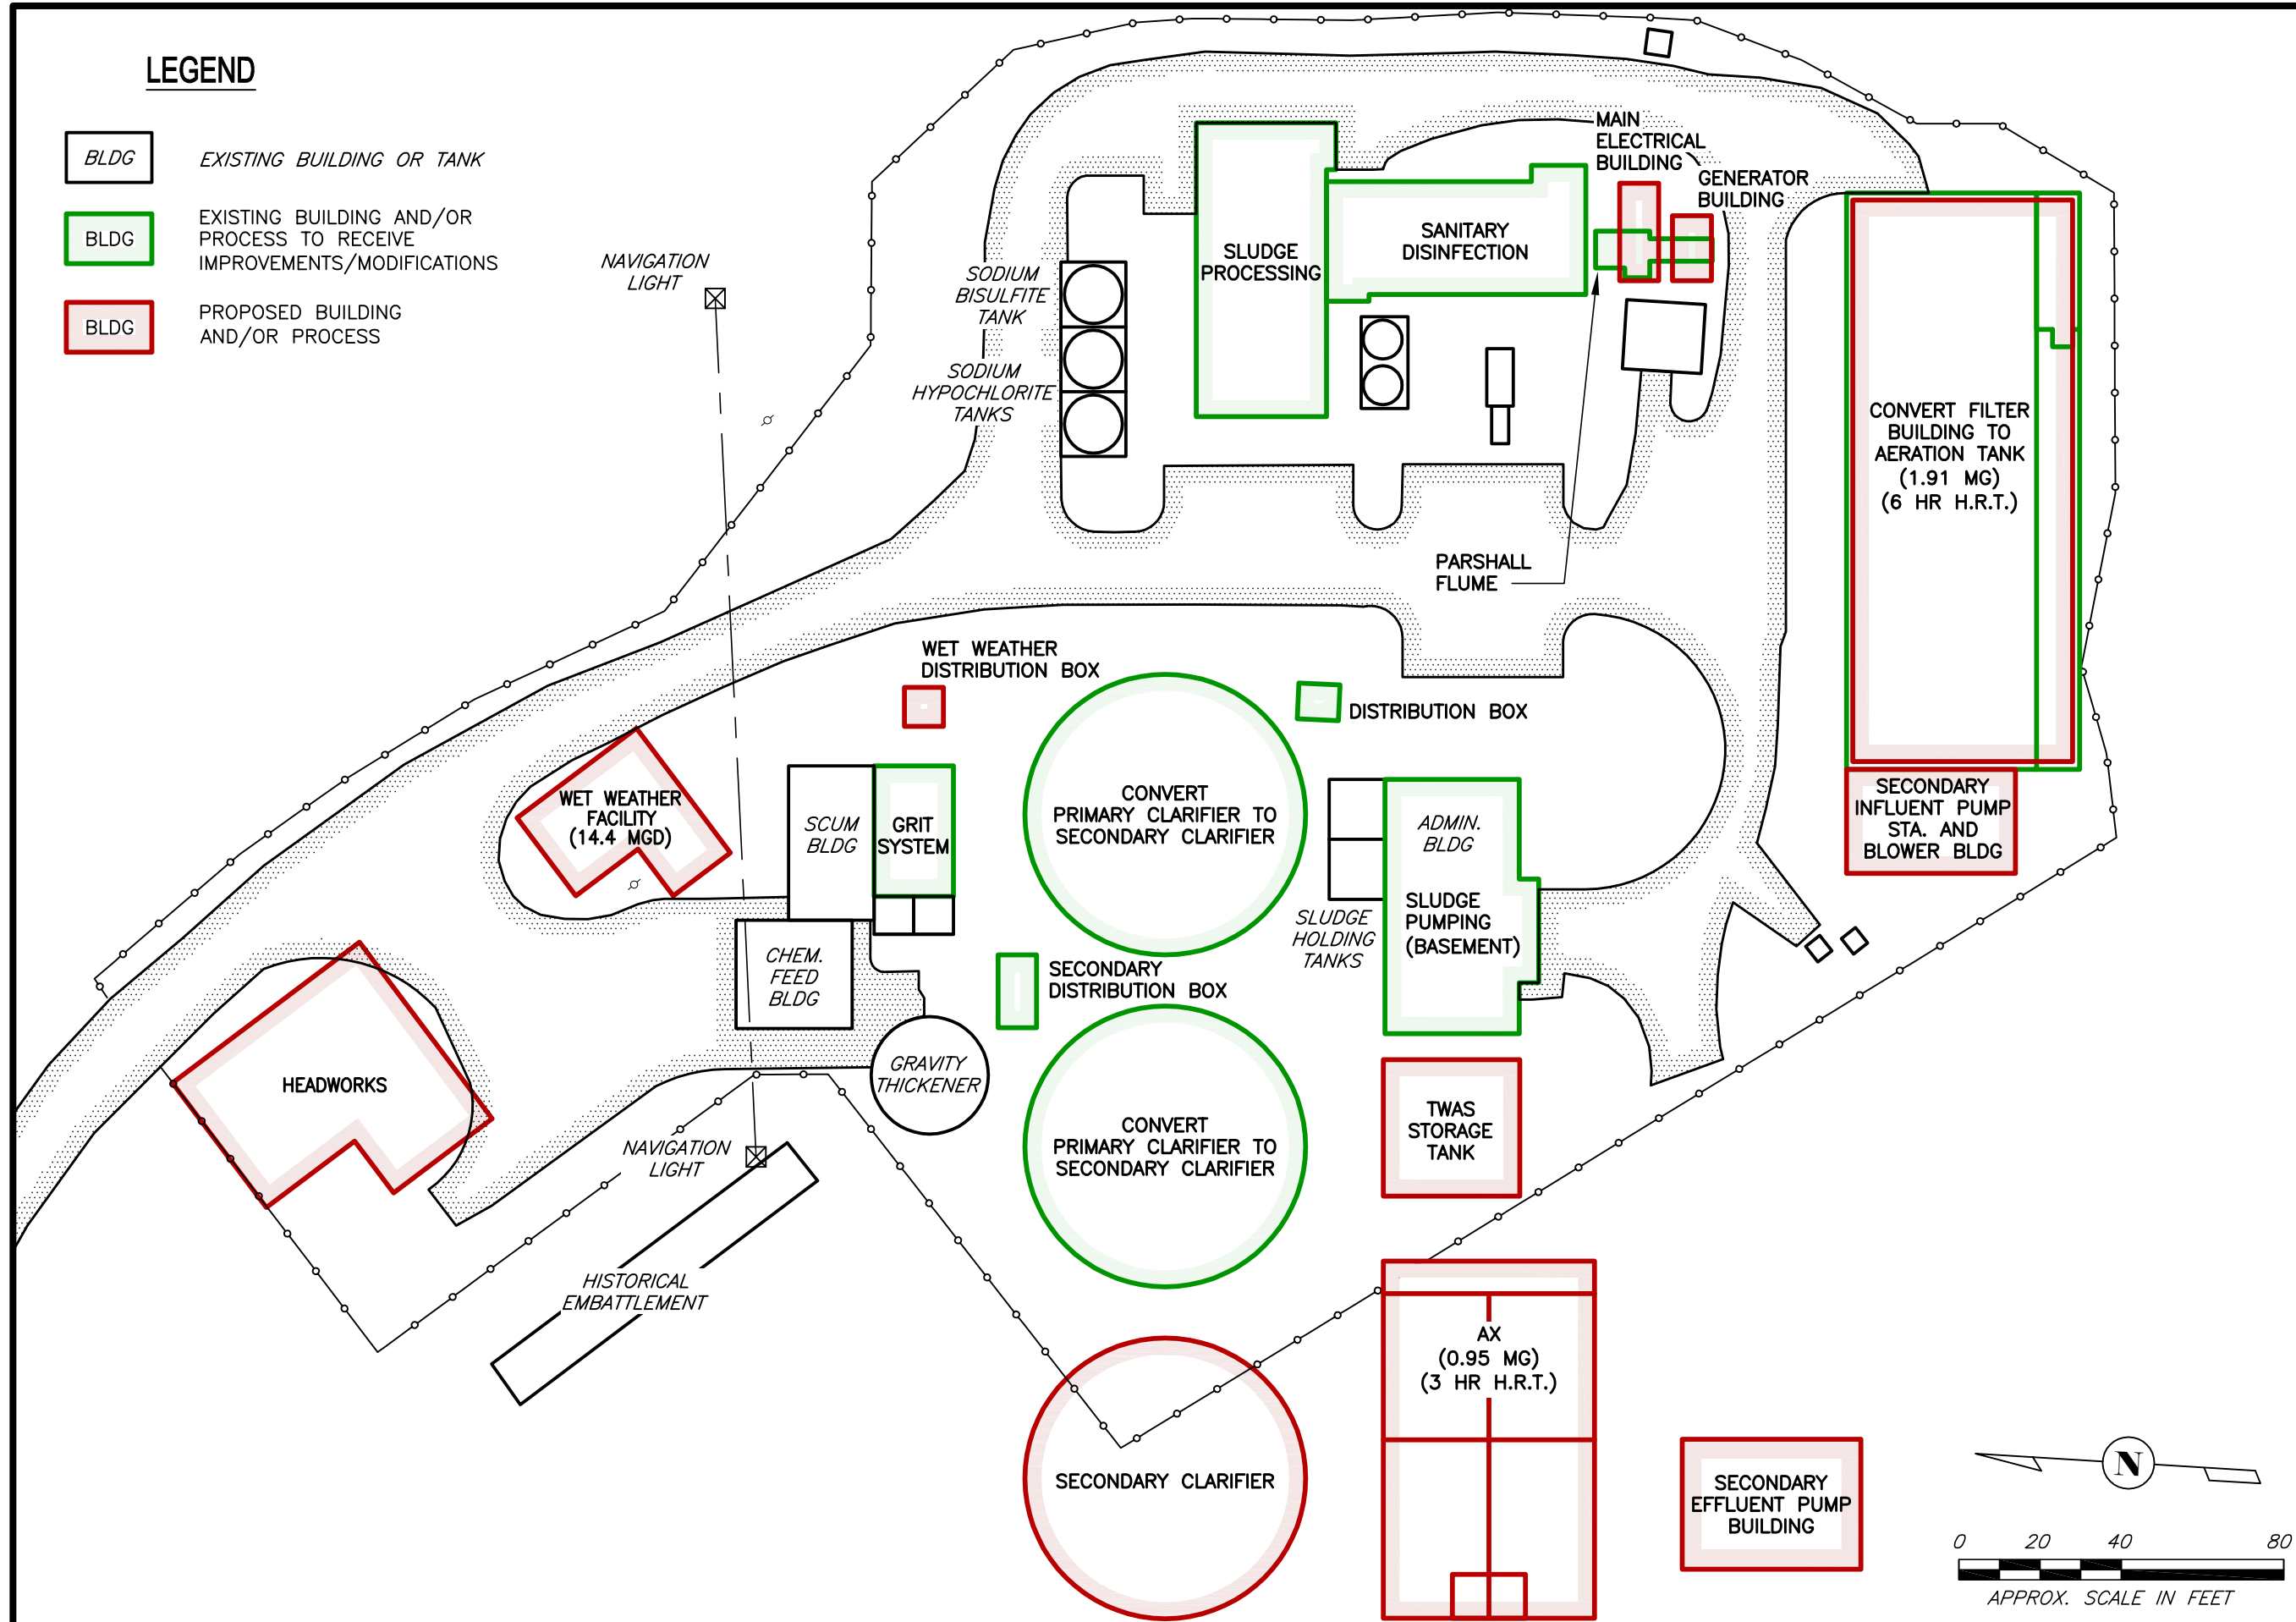 LEGEND
BLDG
EXISTING BUILDING OR TANK
BLDG
EXISTING BUILDING AND/OR
PROCESS TO RECEIVE
IMPROVEMENTS/MODIFICATIONS
BLDG
PROPOSED BUILDING
AND/OR PROCESS
NAVIGATION
LIGHT
SODIUM
BISULFITE
TANK
SODIUM
HYPOCHLORITE
TANKS
SLUDGE
PROCESSING
SANITARY
DISINFECTION
MAIN
ELECTRICAL
BUILDING
GENERATOR
BUILDING
CONVERT FILTER
BUILDING TO
AERATION TANK
(1.91 MG)
(6 HR H.R.T.)
PARSHALL
FLUME
WET WEATHER
DISTRIBUTION BOX
DISTRIBUTION BOX
WET WEATHER
FACILITY
(14.4 MGD)
SCUM
BLDG
GRIT
SYSTEM
CONVERT
PRIMARY CLARIFIER TO
SECONDARY CLARIFIER
ADMIN.
BLDG
SLUDGE
PUMPING
(BASEMENT)
SECONDARY
INFLUENT PUMP
STA. AND
BLOWER BLDG
SLUDGE
HOLDING
TANKS
CHEM.
FEED
BLDG
SECONDARY
DISTRIBUTION BOX
GRAVITY
THICKENER
HEADWORKS
NAVIGATION
LIGHT
CONVERT
PRIMARY CLARIFIER TO
SECONDARY CLARIFIER
TWAS
STORAGE
TANK
HISTORICAL
EMBATTLEMENT
AX
(0.95 MG)
(3 HR H.R.T.)
SECONDARY CLARIFIER
SECONDARY
EFFLUENT PUMP
BUILDING
N
0 20 40 80
APPROX. SCALE IN FEET